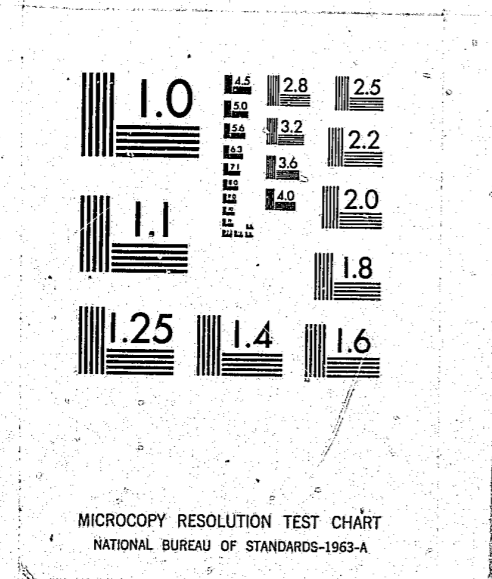 1.0
4.5 2.8 2.5
5.0
5.6 3.2 2.2
6.3
7.1 3.6
8.0
4.0 2.0
1.1
1.8
1.25 1.4 1.6
MICROCOPY RESOLUTION TEST CHART
NATIONAL BUREAU OF STANDARDS-1963-A